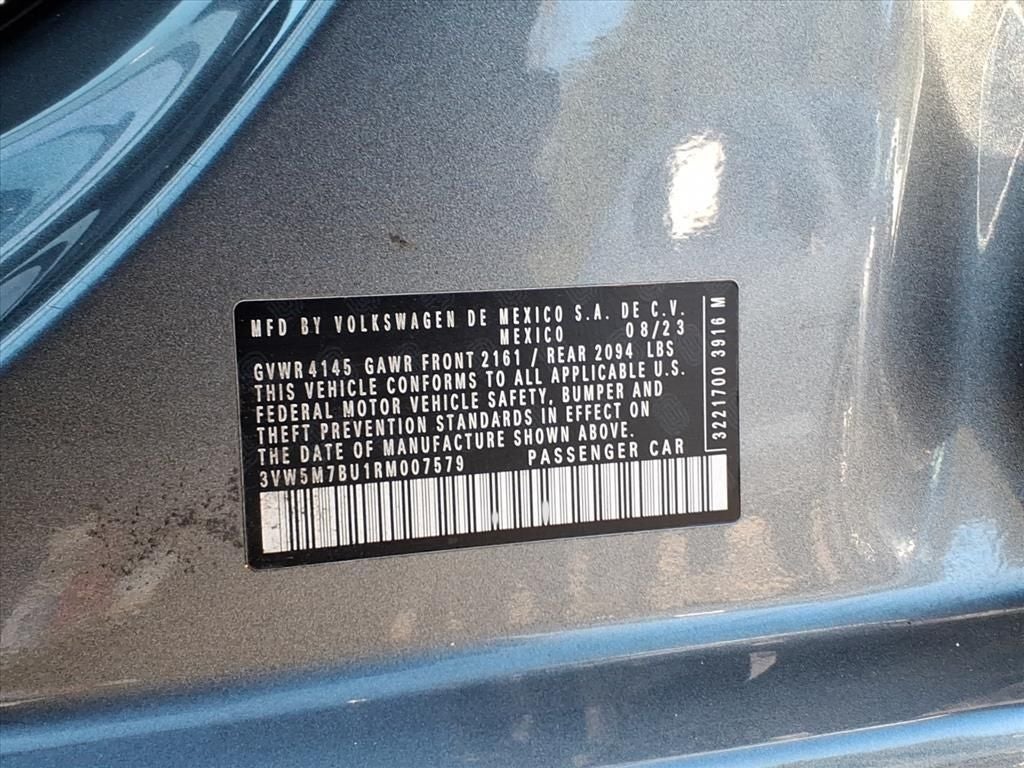 MFD BY VOLKSWAGEN DE MEXICO S.A. DE C.V.
MEXICO 08/23
GVWR 4145 GAWR FRONT 2161 / REAR 2094 LBS
THIS VEHICLE CONFORMS TO ALL APPLICABLE U.S.
FEDERAL MOTOR VEHICLE SAFETY, BUMPER AND
THEFT PREVENTION STANDARDS IN EFFECT ON
THE DATE OF MANUFACTURE SHOWN ABOVE.
3VW5M7BU1RM007579 PASSENGER CAR
3221700 3916 M